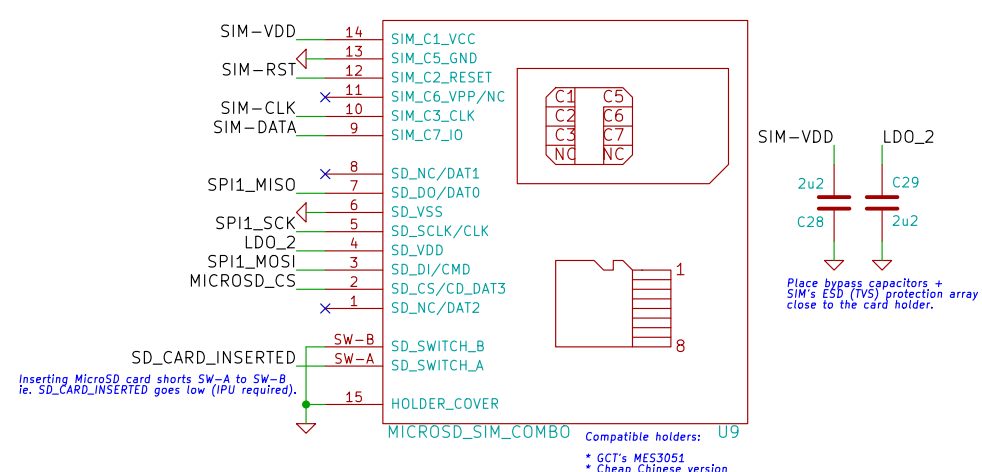 SIM-VDD 14 SIM_C1_VCC
13 SIM_C5_GND
SIM-RST 12 SIM_C2_RESET
11 SIM_C6_VPP/NC
SIM-CLK 10 SIM_C3_CLK
SIM-DATA 9 SIM_C7_IO
8 SD_NC/DAT1
SPI1_MISO 7 SD_DO/DAT0
6 SD_VSS
SPI1_SCK 5 SD_SCLK/CLK
LDO_2 4 SD_VDD
SPI1_MOSI 3 SD_DI/CMD
MICROSD_CS 2 SD_CS/CD_DAT3
1 SD_NC/DAT2
SW-B SD_SWITCH_B
SD_CARD_INSERTED SW-A SD_SWITCH_A
Inserting MicroSD card shorts SW-A to SW-B
ie. SD_CARD_INSERTED goes low (IPU required).
15 HOLDER_COVER
C1 C5
C2 C6
C3 C7
NC NC
1
8
MICROSD_SIM_COMBO U9
Compatible holders:
* GCT's MES3051
* Cheap Chinese version
SIM-VDD LDO_2
2u2 C29
C28 2u2
Place bypass capacitors +
SIM's ESD (TVS) protection array
close to the card holder.